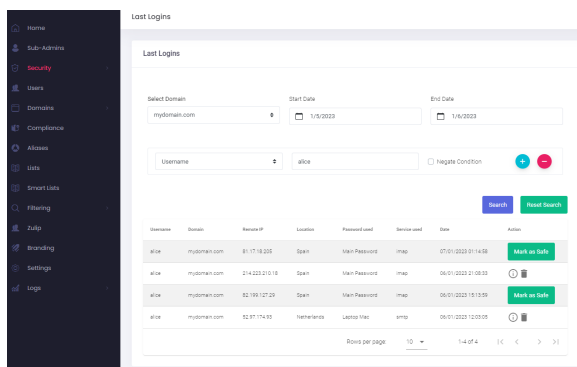 Last Logins
Home
Sub-Admins
Security
Users
Domains
Compliance
Aliases
Lists
Smart Lists
Filtering
Zulip
Branding
Settings
Logs
Last Logins
Select Domain Start Date End Date
mydomain.com 1/5/2023 1/6/2023
Username alice Negate Condition + −
Search Reset Search
Username Domain Remote IP Location Password used Service used Date Action
alice mydomain.com 81.17.18.205 Spain Main Password imap 07/01/2023 01:14:58 Mark as Safe
alice mydomain.com 214.223.210.18 Spain Main Password imap 06/01/2023 21:08:33
alice mydomain.com 82.199.127.29 Spain Main Password imap 06/01/2023 15:13:59 Mark as Safe
alice mydomain.com 52.97.174.93 Netherlands Laptop Mac smtp 06/01/2023 12:03:05
Rows per page: 10 1-4 of 4